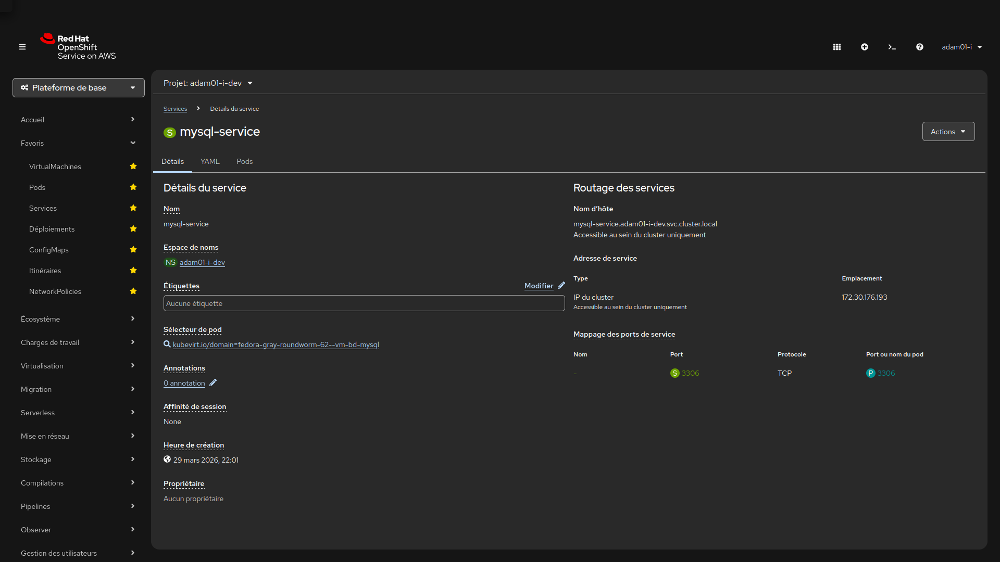 Red Hat
OpenShift
Service on AWS
adam01-i
Plateforme de base
Accueil
Favoris
VirtualMachines
Pods
Services
Déploiements
ConfigMaps
Itinéraires
NetworkPolicies
Écosystème
Charges de travail
Virtualisation
Migration
Serverless
Mise en réseau
Stockage
Compilations
Pipelines
Observer
Gestion des utilisateurs
Projet: adam01-i-dev
Services > Détails du service
S mysql-service
Actions
Détails YAML Pods
Détails du service
Nom
mysql-service
Espace de noms
NS adam01-i-dev
Étiquettes Modifier
Aucune étiquette
Sélecteur de pod
kubevirt.io/domain=fedora-gray-roundworm-62--vm-bd-mysql
Annotations
0 annotation
Affinité de session
None
Heure de création
29 mars 2026, 22:01
Propriétaire
Aucun propriétaire
Routage des services
Nom d’hôte
mysql-service.adam01-i-dev.svc.cluster.local
Accessible au sein du cluster uniquement
Adresse de service
Type Emplacement
IP du cluster 172.30.176.193
Accessible au sein du cluster uniquement
Mappage des ports de service
Nom Port Protocole Port ou nom du pod
- S 3306 TCP P 3306